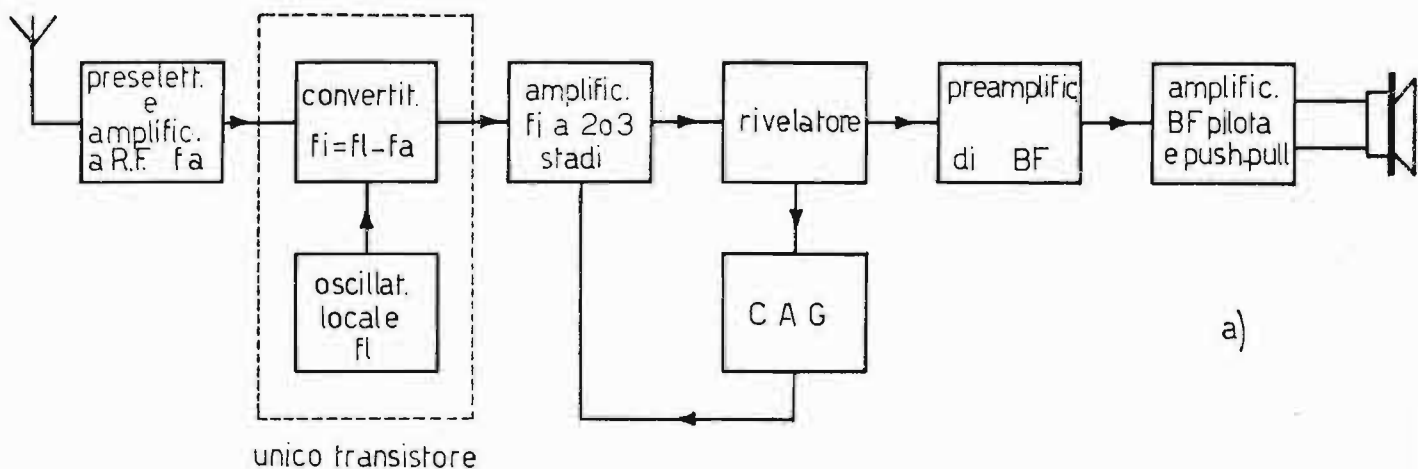 preselett.
e
amplific.
a R.F. fa
convertit.
fi=fl-fa
oscillat.
locale
fl
unico transistore
amplific.
fi a 2o3
stadi
rivelatore
C A G
preamplific
di BF
amplific.
BF pilota
e push-pull
a)